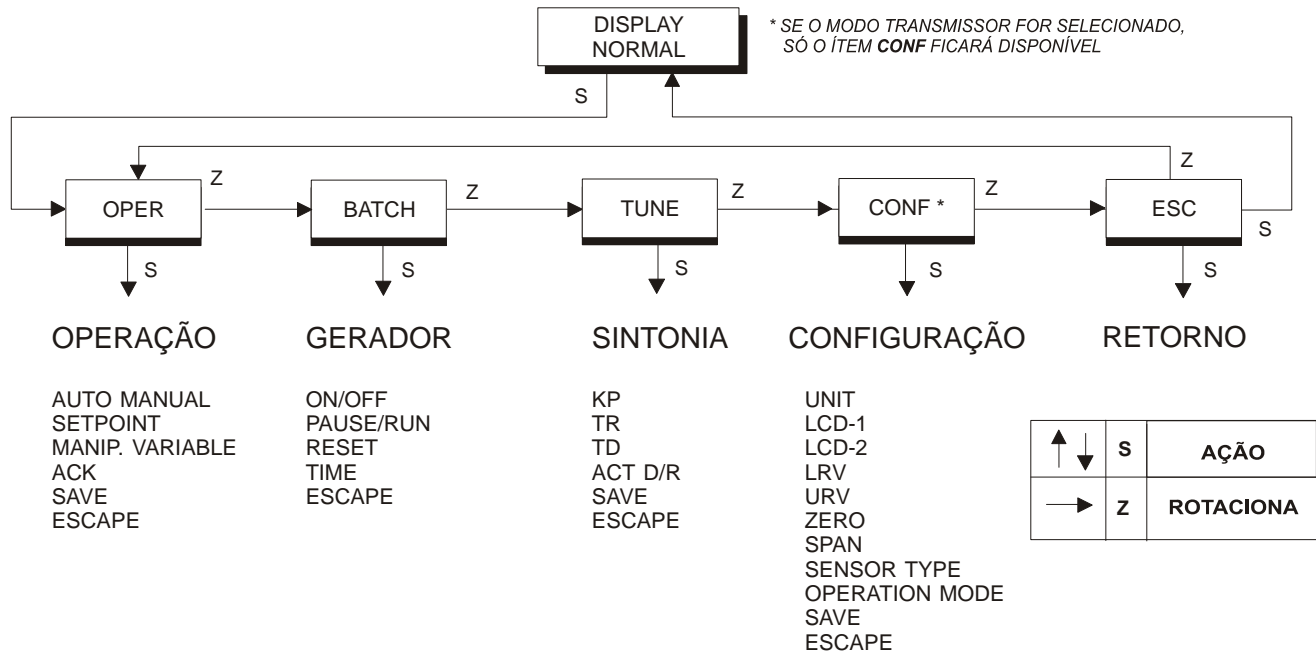 DISPLAY
NORMAL
* SE O MODO TRANSMISSOR FOR SELECIONADO,
SÓ O ÍTEM CONF FICARÁ DISPONÍVEL
S
Z
OPER
Z
BATCH
Z
TUNE
Z
CONF *
Z
ESC
S
S
S
S
S
S
OPERAÇÃO
AUTO MANUAL
SETPOINT
MANIP. VARIABLE
ACK
SAVE
ESCAPE
GERADOR
ON/OFF
PAUSE/RUN
RESET
TIME
ESCAPE
SINTONIA
KP
TR
TD
ACT D/R
SAVE
ESCAPE
CONFIGURAÇÃO
UNIT
LCD-1
LCD-2
LRV
URV
ZERO
SPAN
SENSOR TYPE
OPERATION MODE
SAVE
ESCAPE
RETORNO
S AÇÃO
Z ROTACIONA